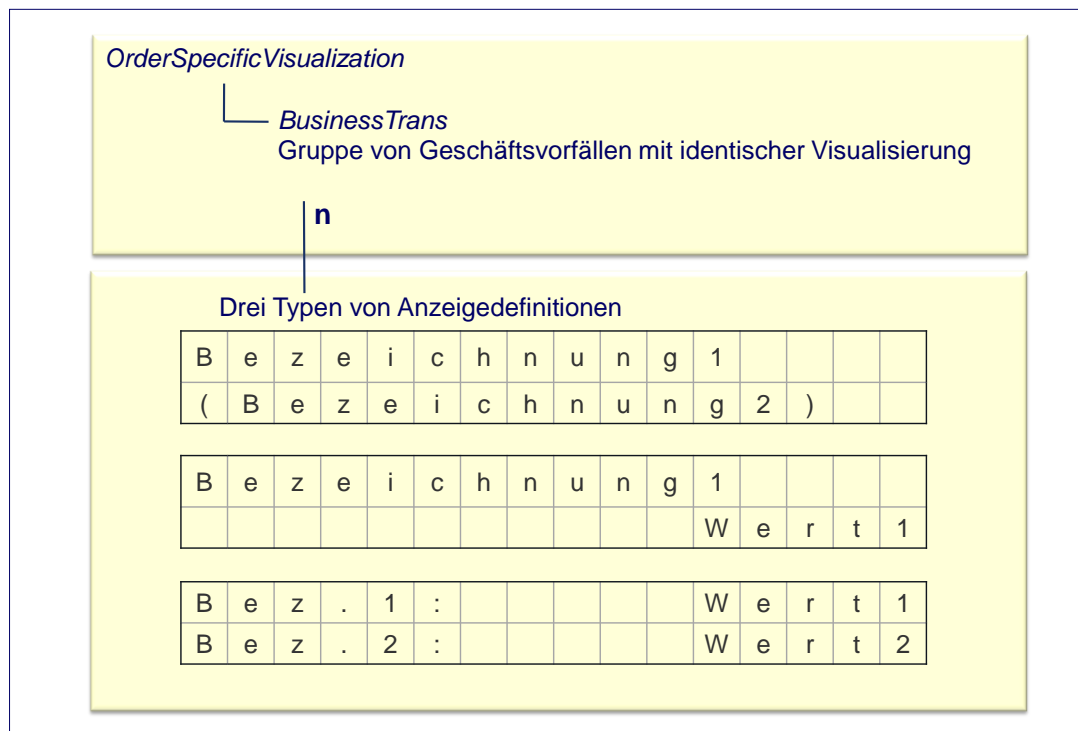 OrderSpecificVisualization
BusinessTrans
Gruppe von Geschäftsvorfällen mit identischer Visualisierung
n
Drei Typen von Anzeigedefinitionen
Bezeichnung1
(Bezeichnung2)
Bezeichnung1
Wert1
Bez.1: Wert1
Bez.2: Wert2